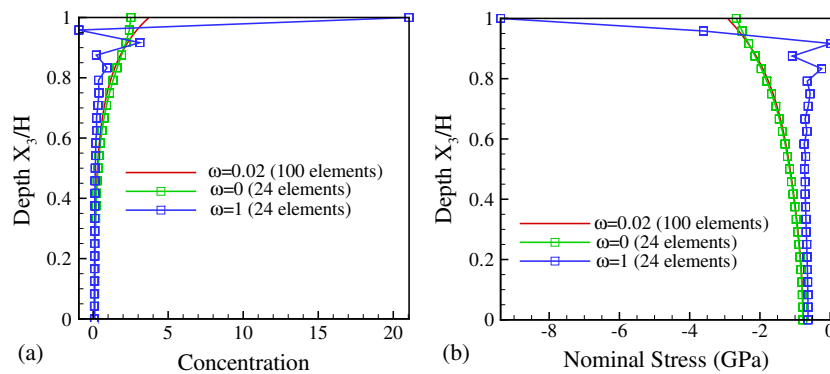 1
0.8
0.6
0.4
0.2
0
Depth X3/H
ω=0.02 (100 elements)
ω=0 (24 elements)
ω=1 (24 elements)
0 5 10 15 20
(a) Concentration
1
0.8
0.6
0.4
0.2
0
Depth X3/H
ω=0.02 (100 elements)
ω=0 (24 elements)
ω=1 (24 elements)
-8 -6 -4 -2 0
(b) Nominal Stress (GPa)